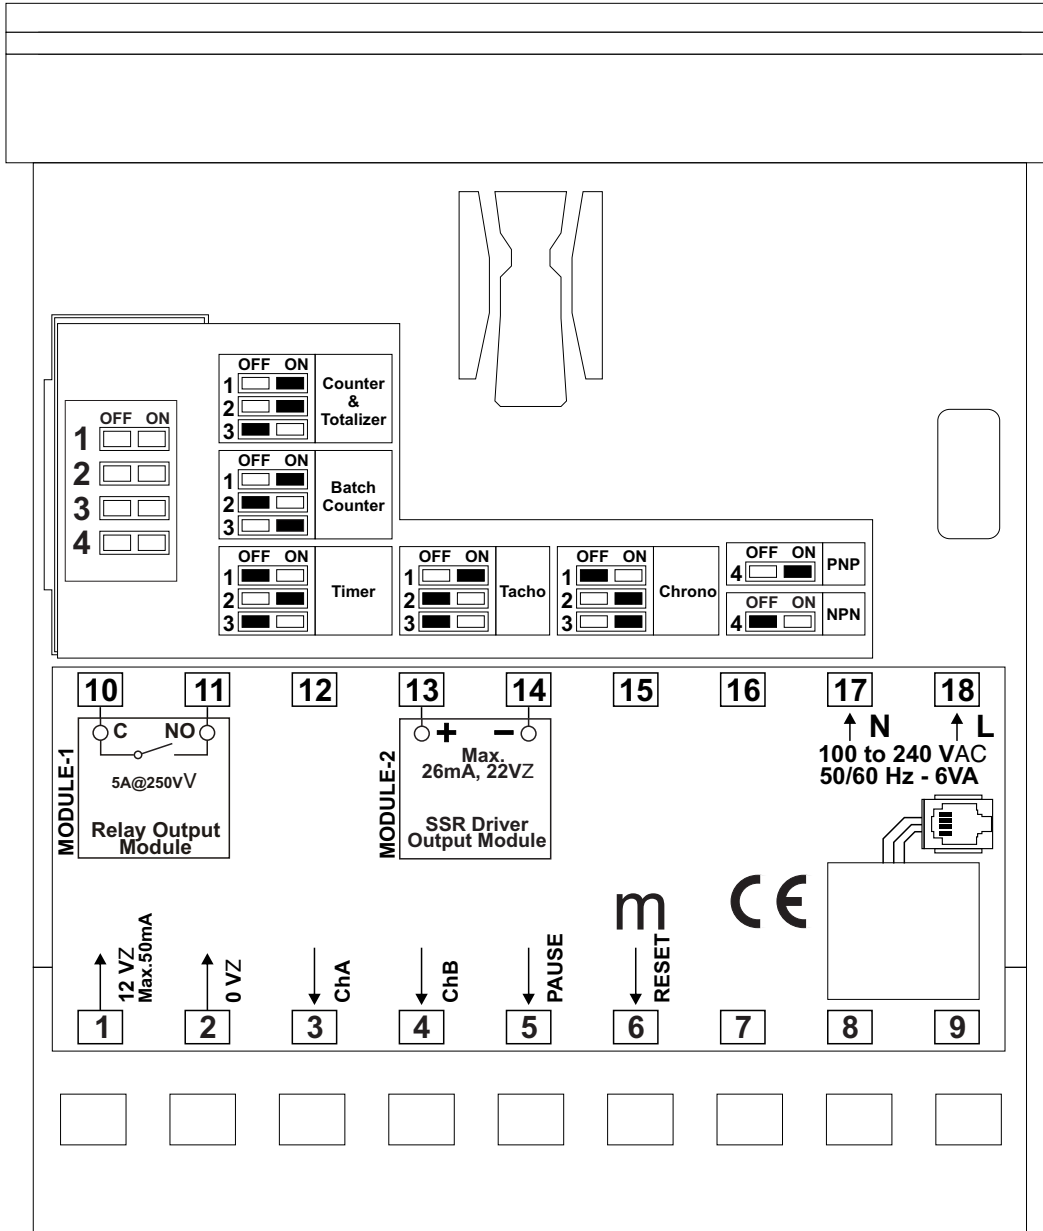 OFF ON
1
2
3
4
OFF ON
1
2
3
Counter
&
Totalizer
OFF ON
1
2
3
Batch
Counter
OFF ON
1
2
3
Timer
OFF ON
1
2
3
Tacho
OFF ON
1
2
3
Chrono
OFF ON
4
PNP
OFF ON
4
NPN
10 11 12 13 14 15 16 17 18
MODULE-1
C NO
5A@250VV
Relay Output
Module
MODULE-2
+ −
Max.
26mA, 22VZ
SSR Driver
Output Module
N L
100 to 240 VAC
50/60 Hz - 6VA
m
CE
12 VZ
Max.50mA
0 VZ
ChA
ChB
PAUSE
RESET
1 2 3 4 5 6 7 8 9